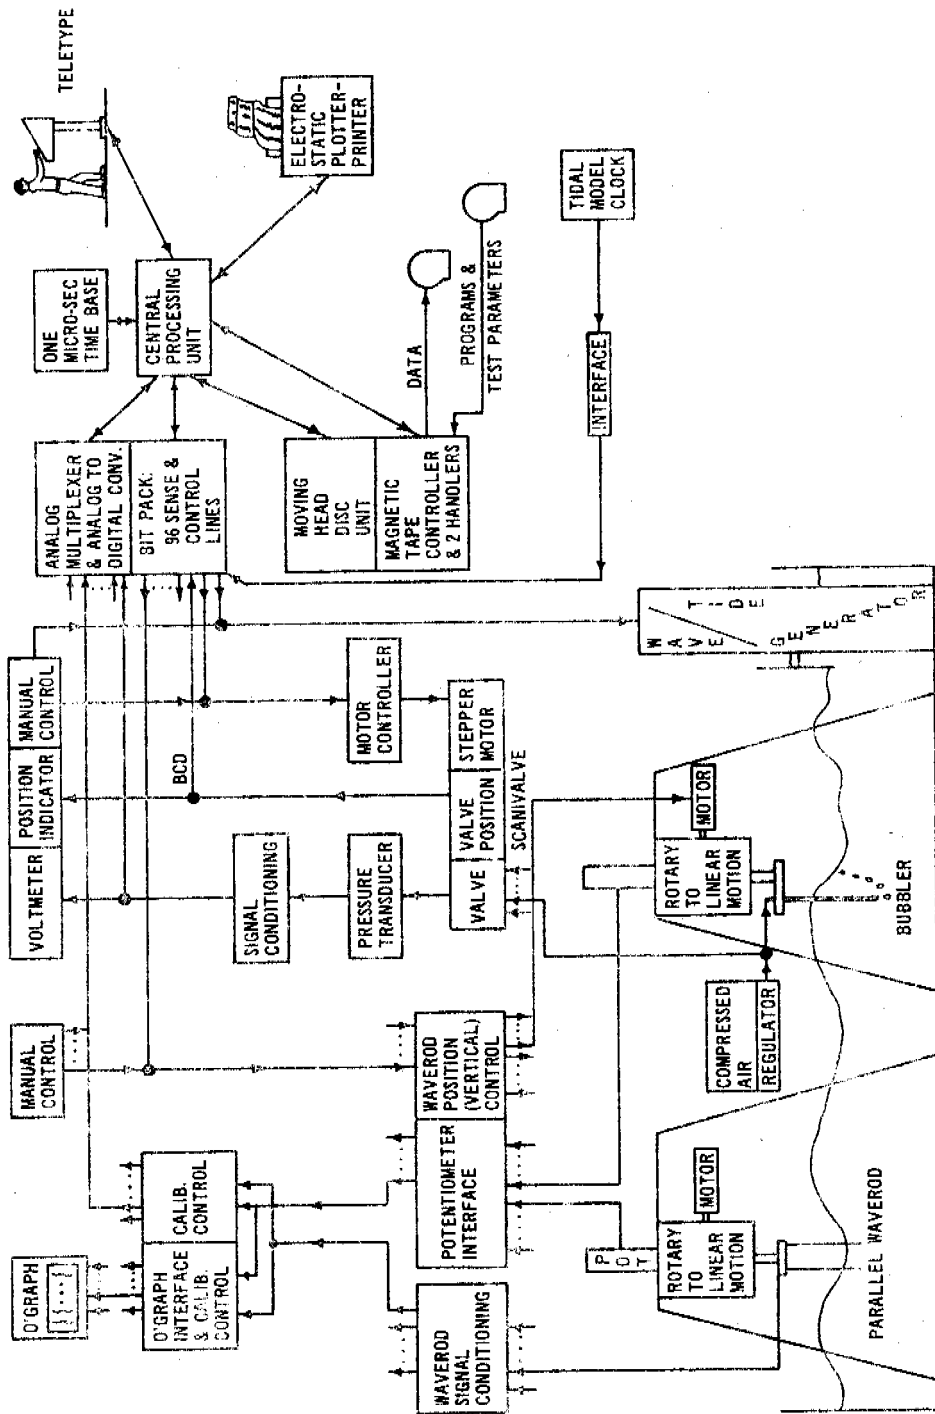 TELETYPE
ELECTRO-
STATIC
PLOTTER-
PRINTER
ONE
MICRO-SEC
TIME BASE
CENTRAL
PROCESSING
UNIT
DATA
PROGRAMS &
TEST PARAMETERS
TIDAL
MODEL
CLOCK
INTERFACE
ANALOG
MULTIPLEXER
& ANALOG TO
DIGITAL CONV.
BIT PACK:
96 SENSE &
CONTROL
LINES
MOVING
HEAD
DISC
UNIT
MAGNETIC
TAPE
CONTROLLER
& 2 HANDLERS
VOLTMETER
POSITION
INDICATOR
MANUAL
CONTROL
BCD
SIGNAL
CONDITIONING
PRESSURE
TRANSDUCER
MOTOR CONTROLLER
VALVE
VALVE
POSITION
STEPPER
MOTOR
SCANIVALVE
WAVE
TIDE
GENERATOR
MANUAL
CONTROL
WAVEROD
POSITION
(VERTICAL)
CONTROL
POTENTIOMETER
INTERFACE
CALIB.
CONTROL
O'GRAPH
INTERFACE
& CALIB.
CONTROL
O'GRAPH
WAVEROD
SIGNAL
CONDITIONING
COMPRESSED
AIR
REGULATOR
ROTARY
TO
LINEAR
MOTION
MOTOR
BUBBLER
POT
ROTARY
TO
LINEAR
MOTION
MOTOR
PARALLEL WAVEROD